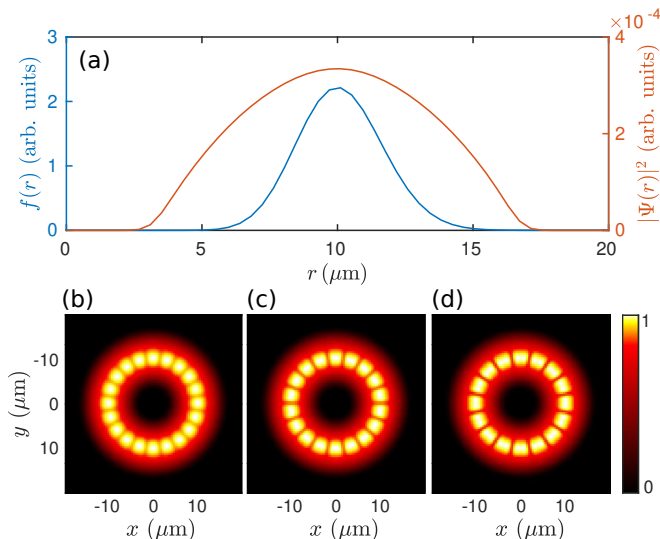 (a)
×10⁻⁴
3
2
1
0
f(r) (arb. units)
4
2
0
|Ψ(r)|² (arb. units)
0 5 10 15 20
r (μm)
(b) (c) (d)
-10
0
10
y (μm)
-10 0 10
x (μm)
-10 0 10
x (μm)
-10 0 10
x (μm)
1
0